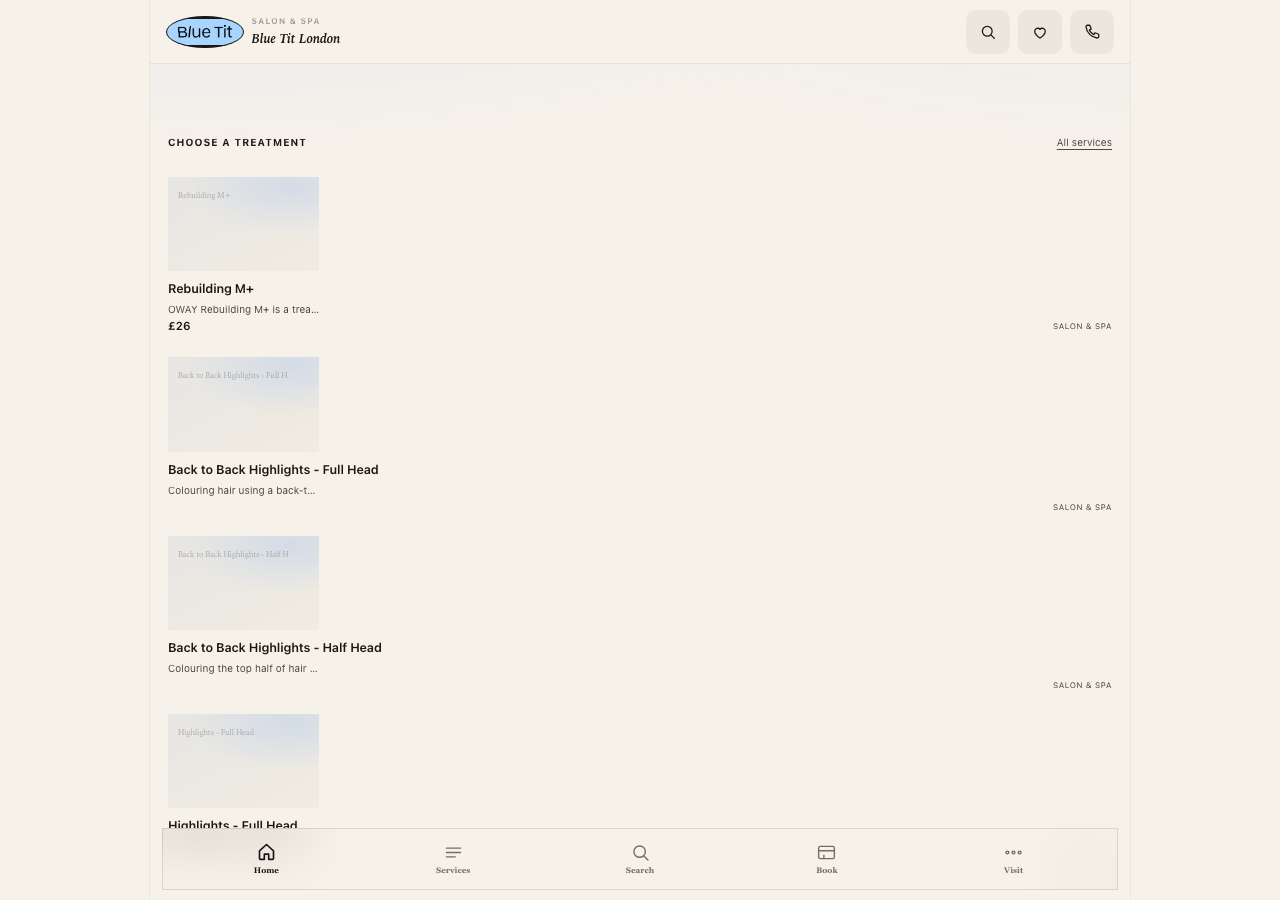 Blue Tit
SALON & SPA
Blue Tit London
CHOOSE A TREATMENT
All services
Rebuilding M+
Rebuilding M+
OWAY Rebuilding M+ is a trea...
£26
SALON & SPA
Back to Back Highlights - Full H
Back to Back Highlights - Full Head
Colouring hair using a back-t...
SALON & SPA
Back to Back Highlights - Half H
Back to Back Highlights - Half Head
Colouring the top half of hair ...
SALON & SPA
Highlights - Full Head
Highlights - Full Head
Home
Services
Search
Book
Visit